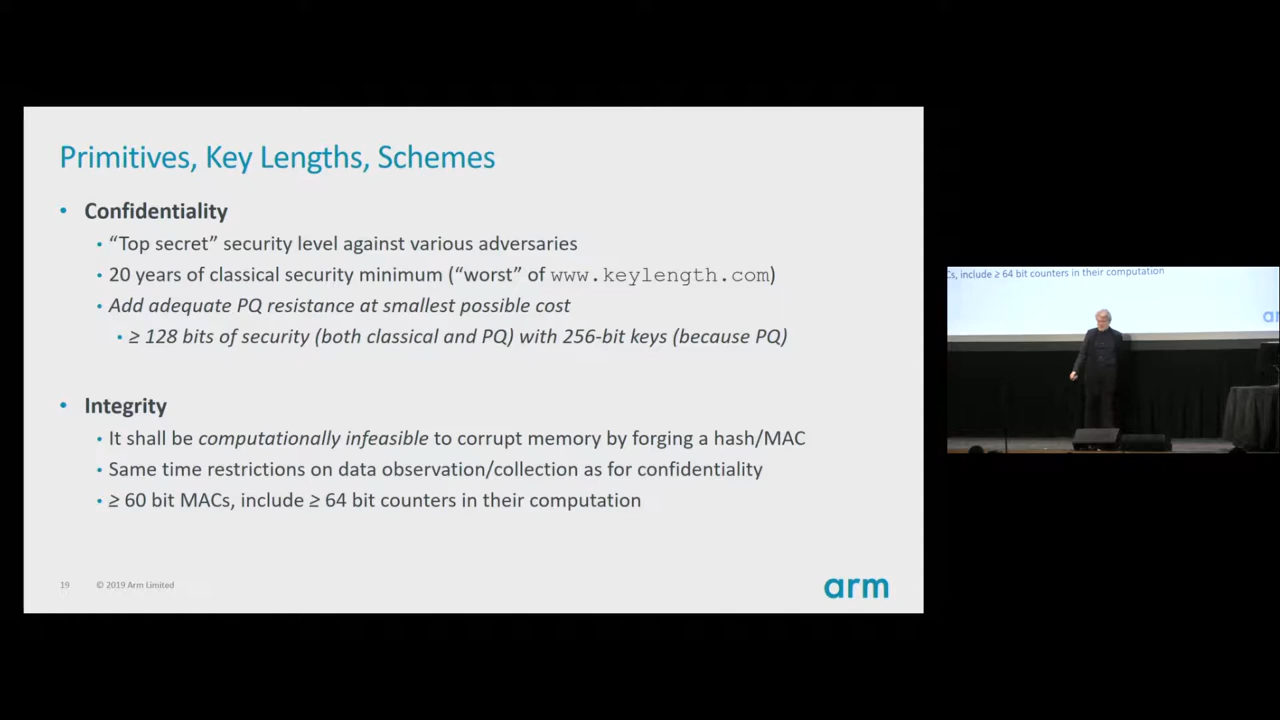 Primitives, Key Lengths, Schemes
• Confidentiality
• “Top secret” security level against various adversaries
• 20 years of classical security minimum (“worst” of www.keylength.com)
• Add adequate PQ resistance at smallest possible cost
• ≥ 128 bits of security (both classical and PQ) with 256-bit keys (because PQ)
• Integrity
• It shall be computationally infeasible to corrupt memory by forging a hash/MAC
• Same time restrictions on data observation/collection as for confidentiality
• ≥ 60 bit MACs, include ≥ 64 bit counters in their computation
19 © 2019 Arm Limited
arm
Cs, include ≥ 64 bit counters in their computation
a